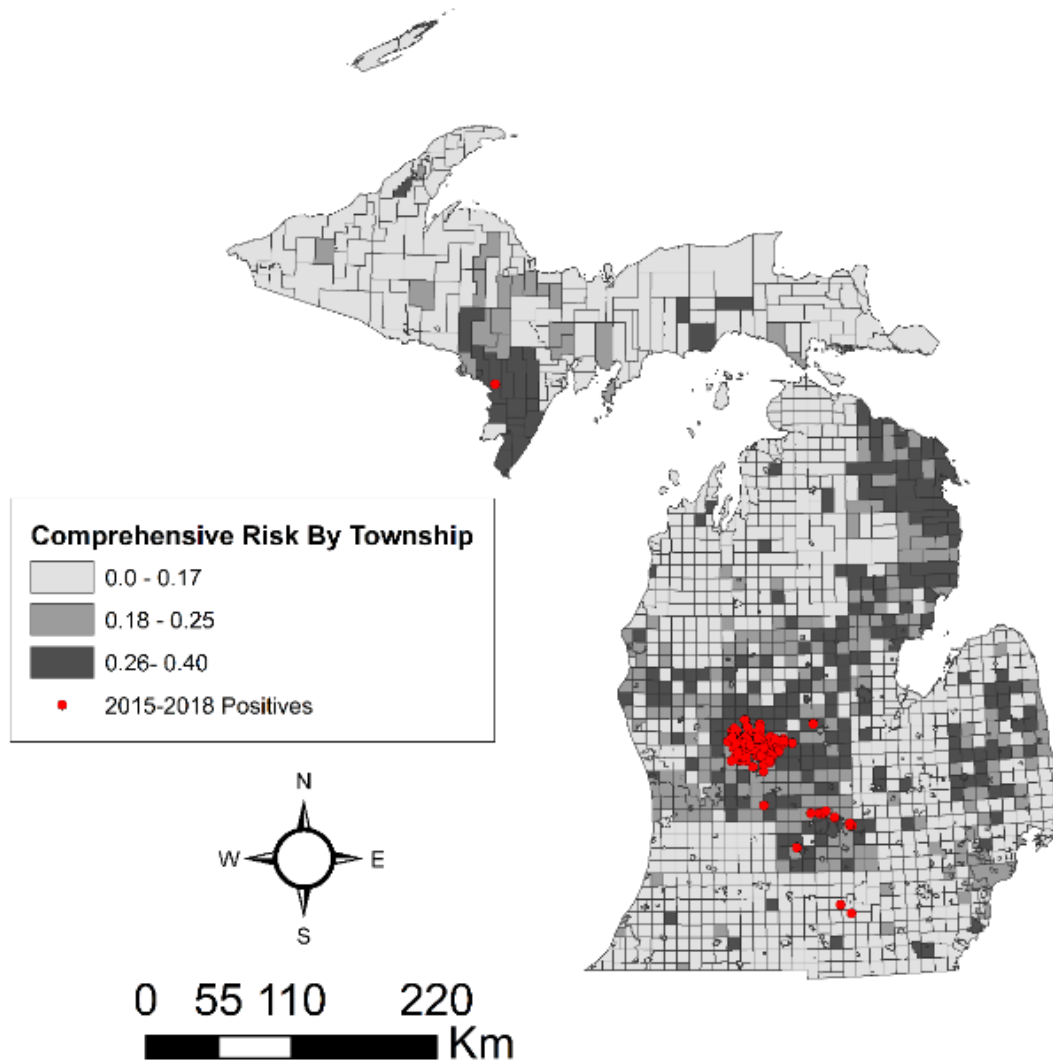 Comprehensive Risk By Township
0.0 - 0.17
0.18 - 0.25
0.26- 0.40
2015-2018 Positives
N
W E
S
0 55 110 220
Km